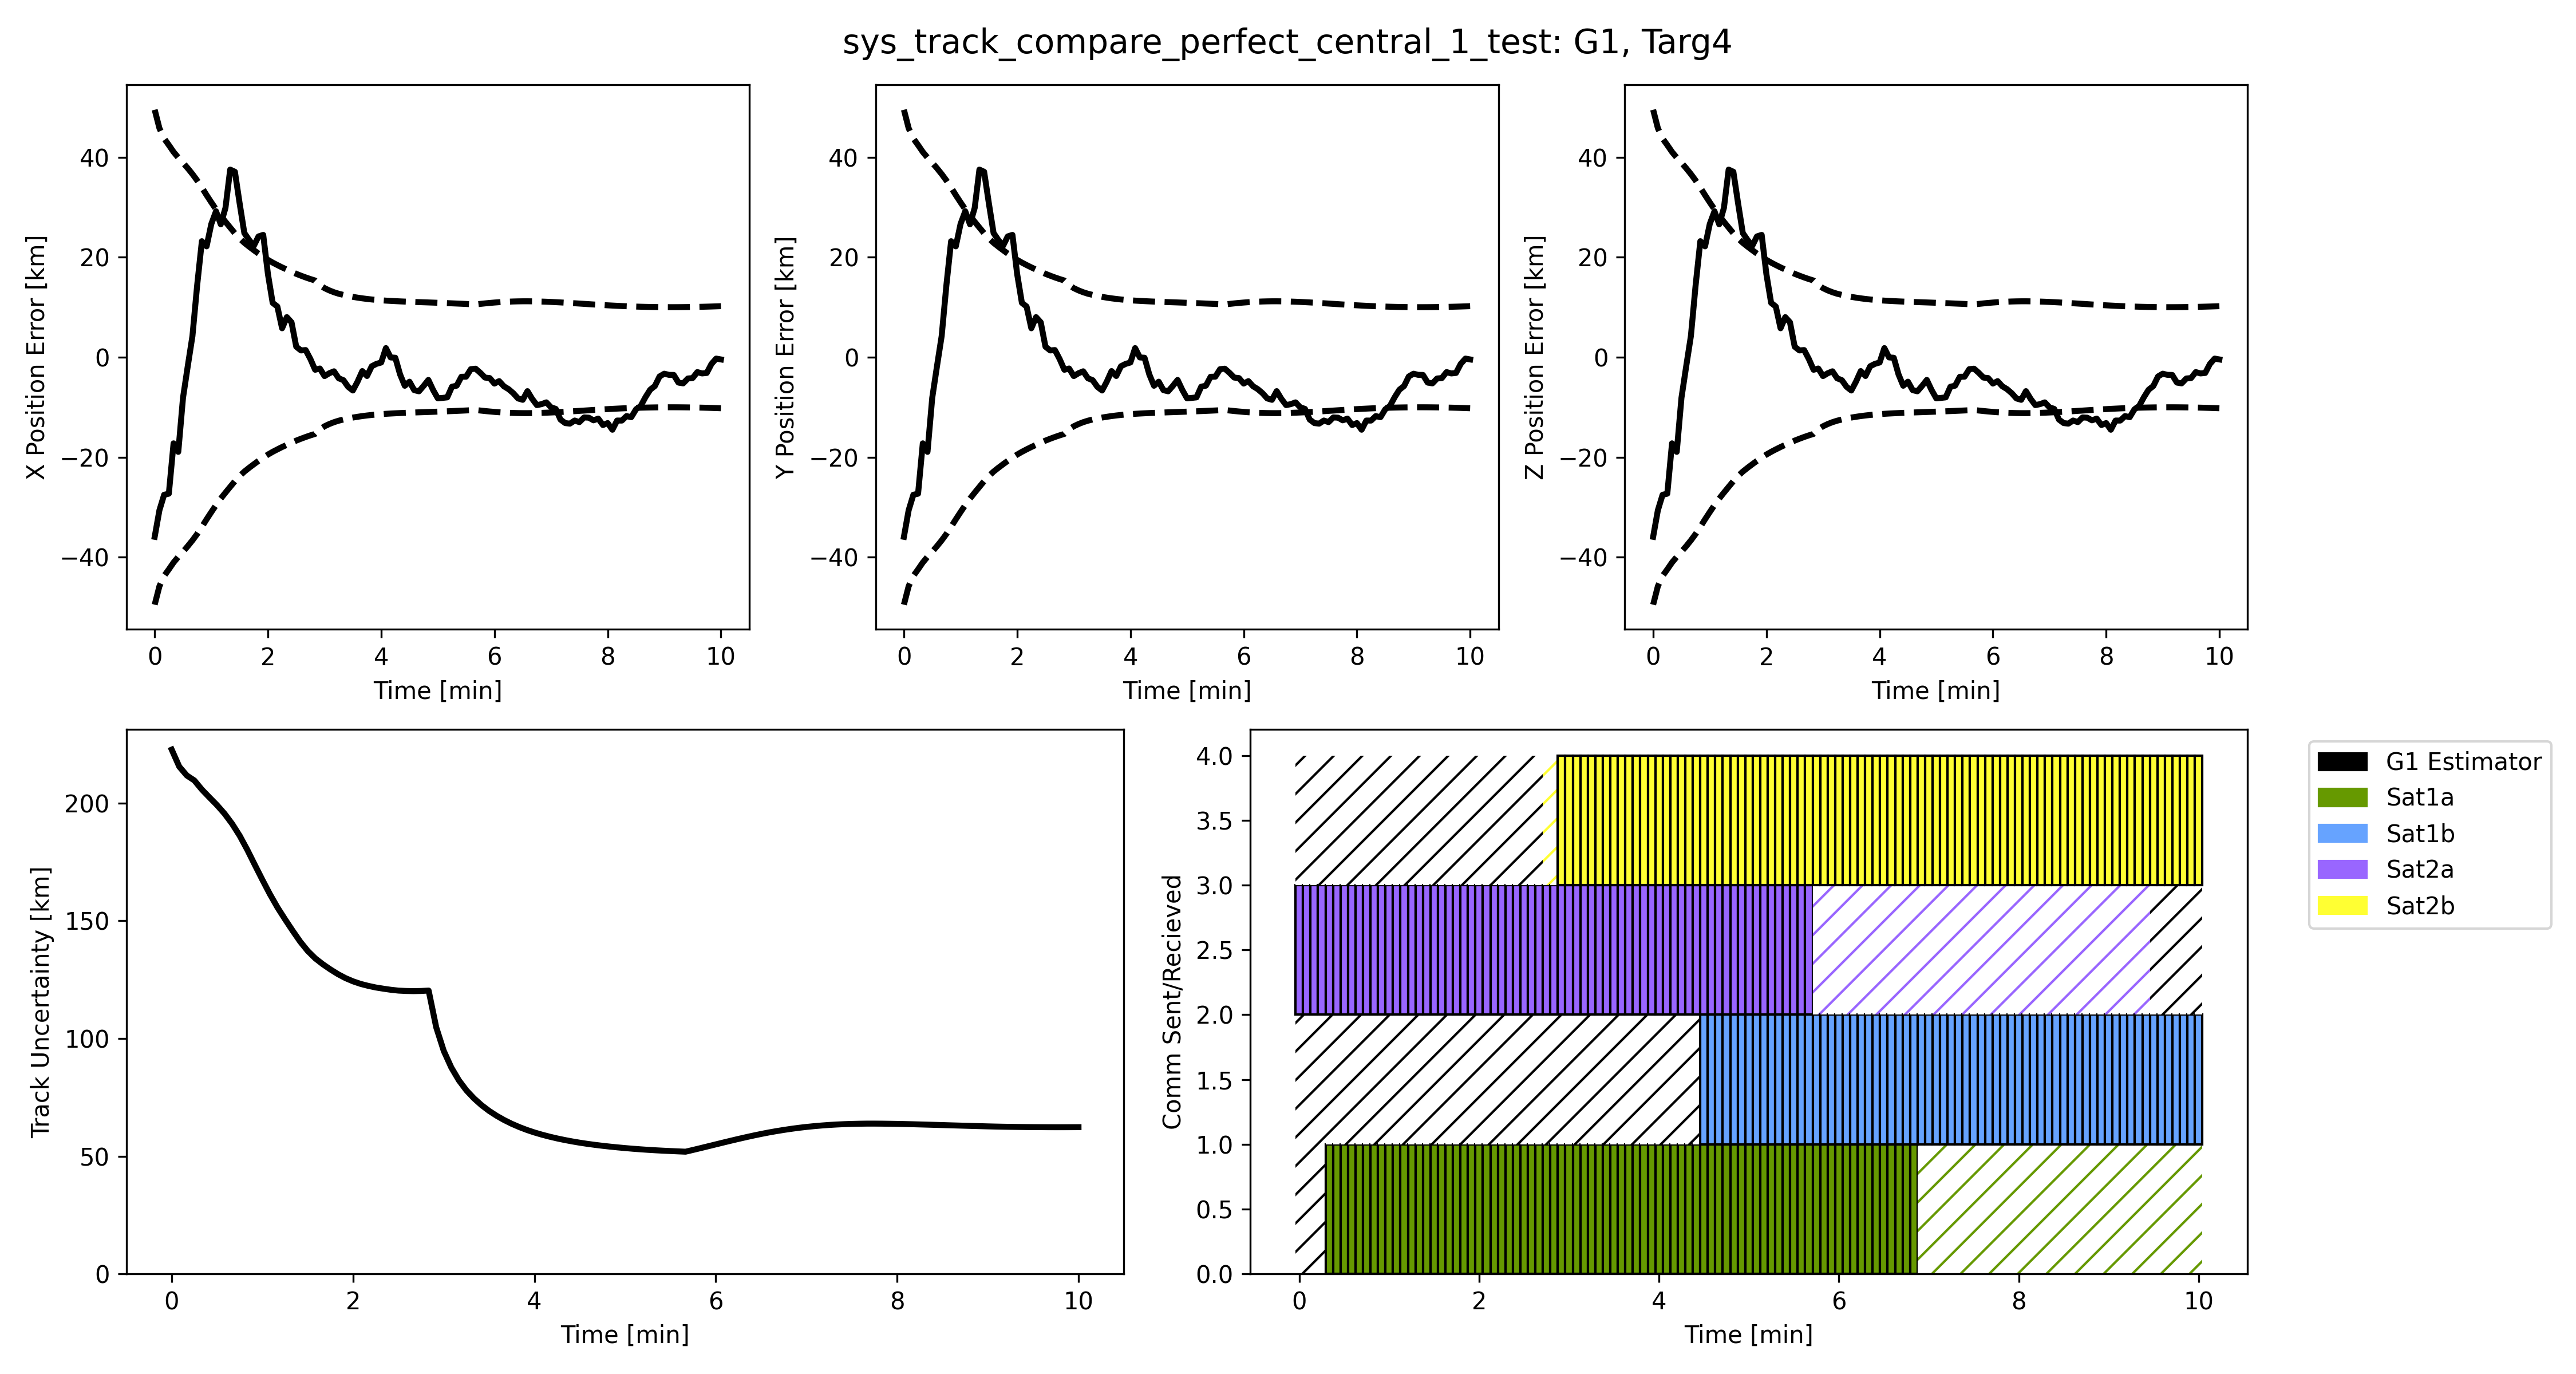 sys_track_compare_perfect_central_1_test: G1, Targ4
X Position Error [km]
40
20
0
−20
−40
0 2 4 6 8 10
Time [min]
Y Position Error [km]
40
20
0
−20
−40
0 2 4 6 8 10
Time [min]
Z Position Error [km]
40
20
0
−20
−40
0 2 4 6 8 10
Time [min]
Track Uncertainty [km]
200
150
100
50
0
0 2 4 6 8 10
Time [min]
Comm Sent/Recieved
4.0
3.5
3.0
2.5
2.0
1.5
1.0
0.5
0.0
0 2 4 6 8 10
Time [min]
G1 Estimator
Sat1a
Sat1b
Sat2a
Sat2b